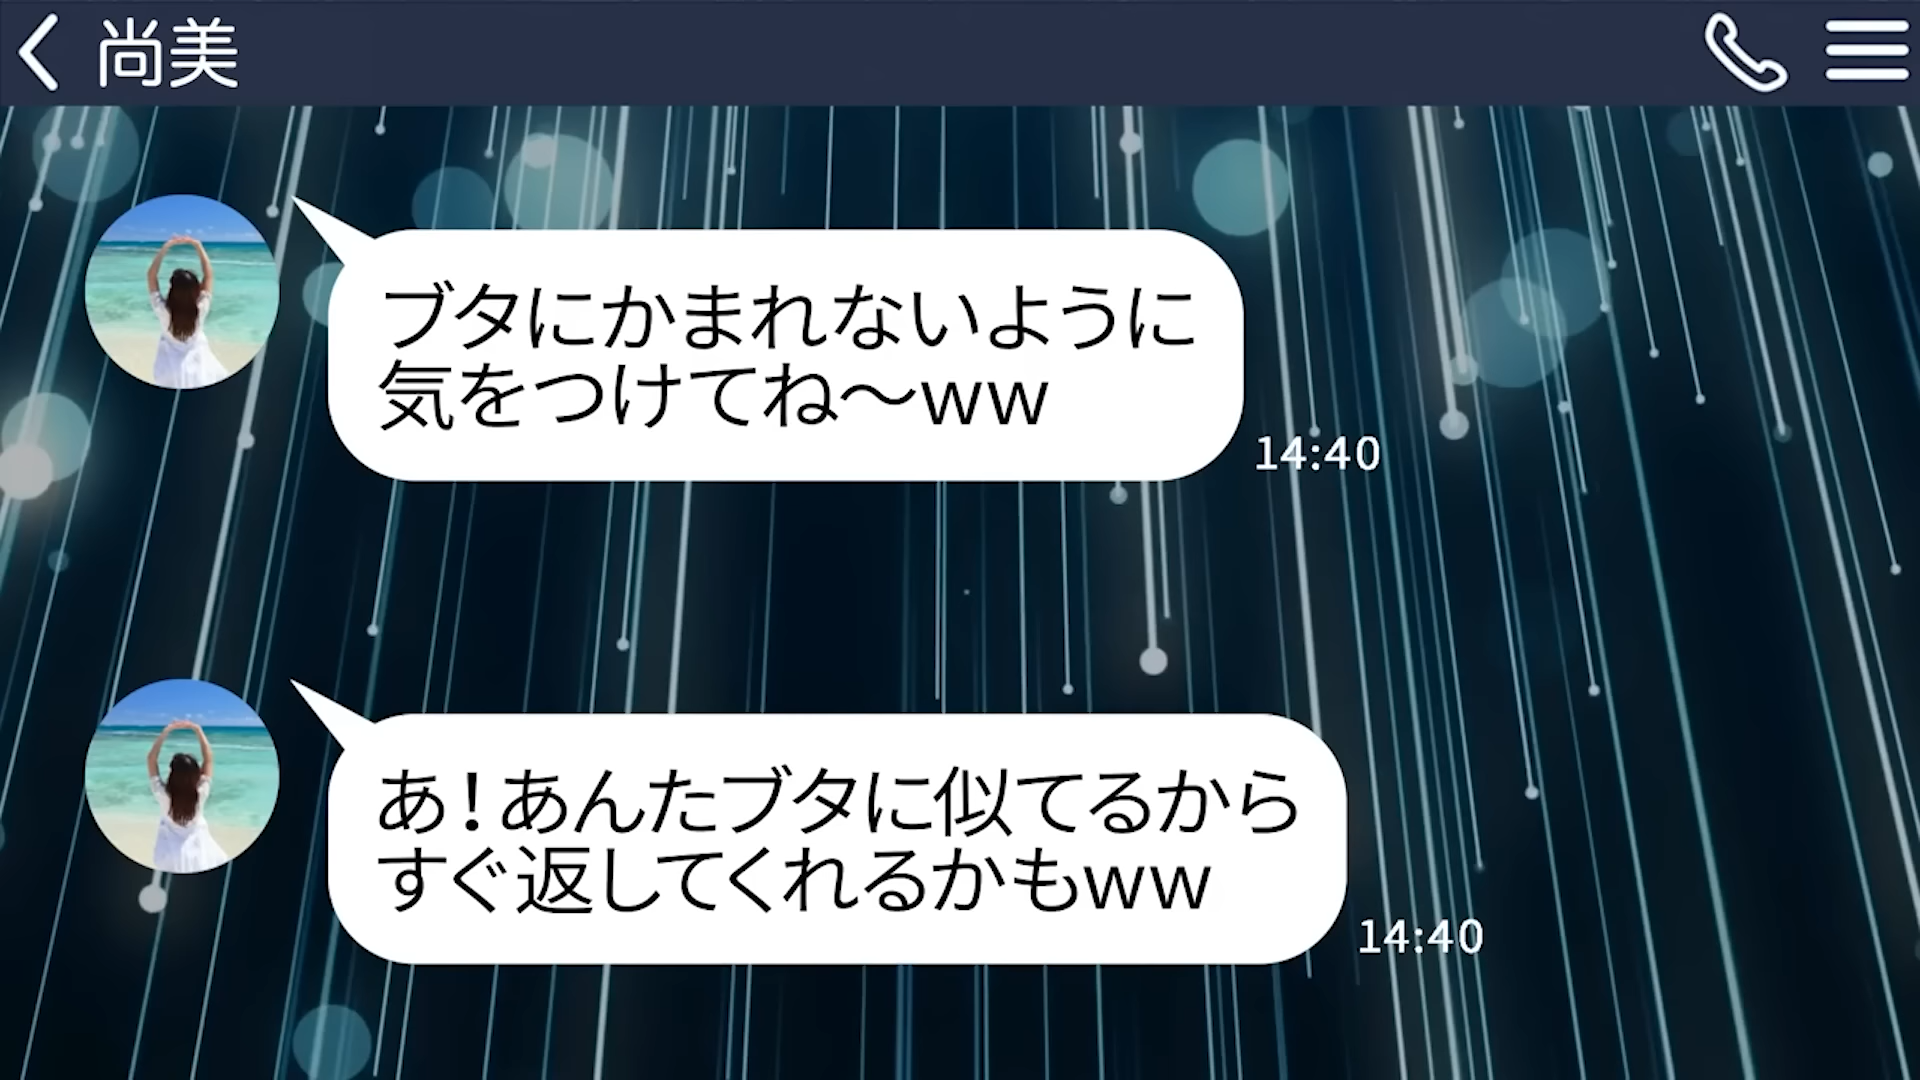 尚美
ブタにかまれないように
気をつけてね～ww
14:40
あ！あんたブタに似てるから
すぐ返してくれるかもww
14:40